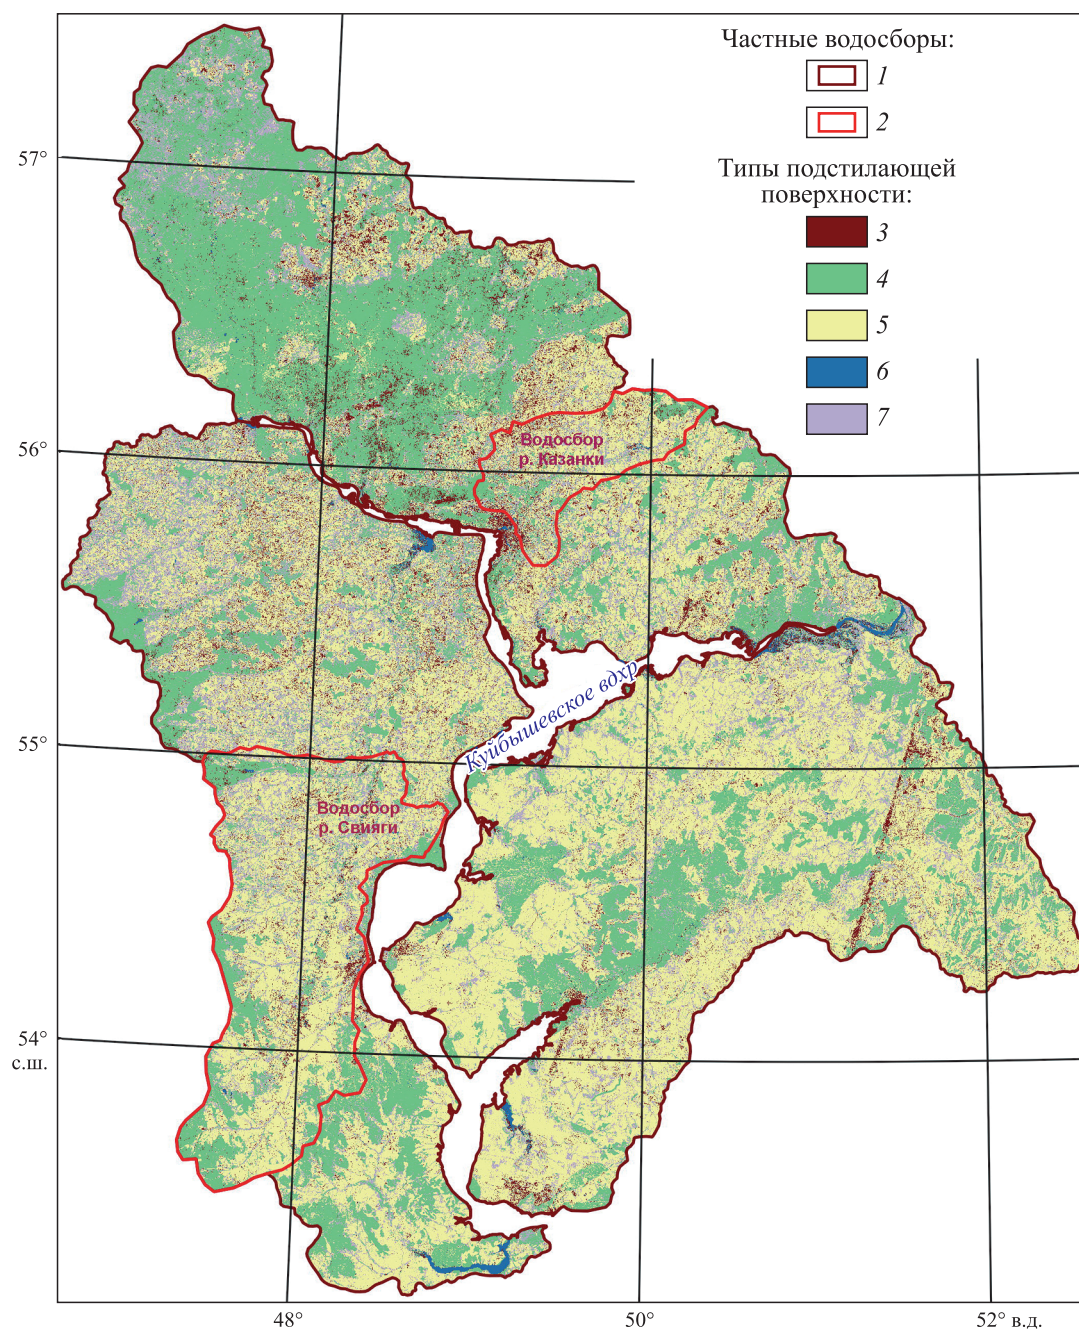 Частные водосборы:
1
2
Типы подстилающей
поверхности:
3
4
5
6
7
57°
56°
55°
54°
с.ш.
Водосбор
р. Казанки
Куйбышевское вдхр
Водосбор
р. Свияги
48°
50°
52° в.д.